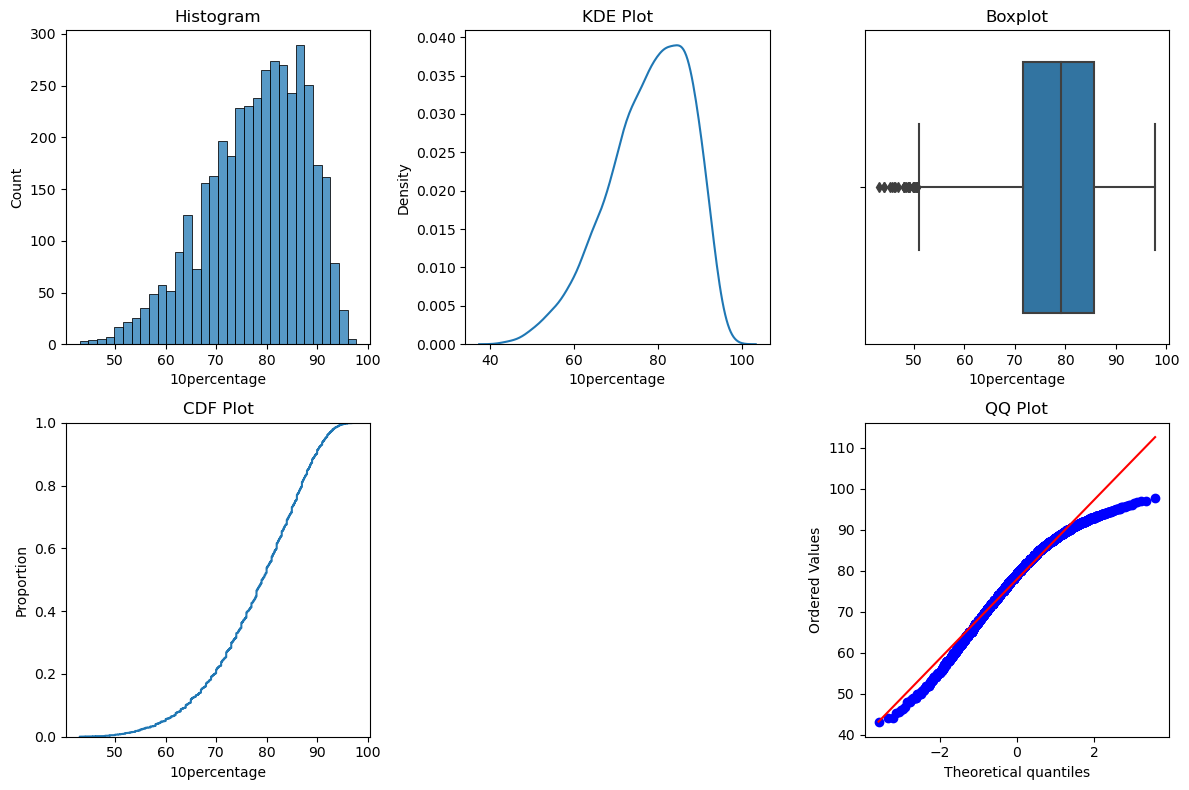 Histogram
300
250
200
150
100
50
0
Count
50 60 70 80 90 100
10percentage
KDE Plot
0.040
0.035
0.030
0.025
0.020
0.015
0.010
0.005
0.000
Density
40 60 80 100
10percentage
Boxplot
50 60 70 80 90 100
10percentage
CDF Plot
1.0
0.8
0.6
0.4
0.2
0.0
Proportion
50 60 70 80 90 100
10percentage
QQ Plot
110
100
90
80
70
60
50
40
Ordered Values
−2 0 2
Theoretical quantiles